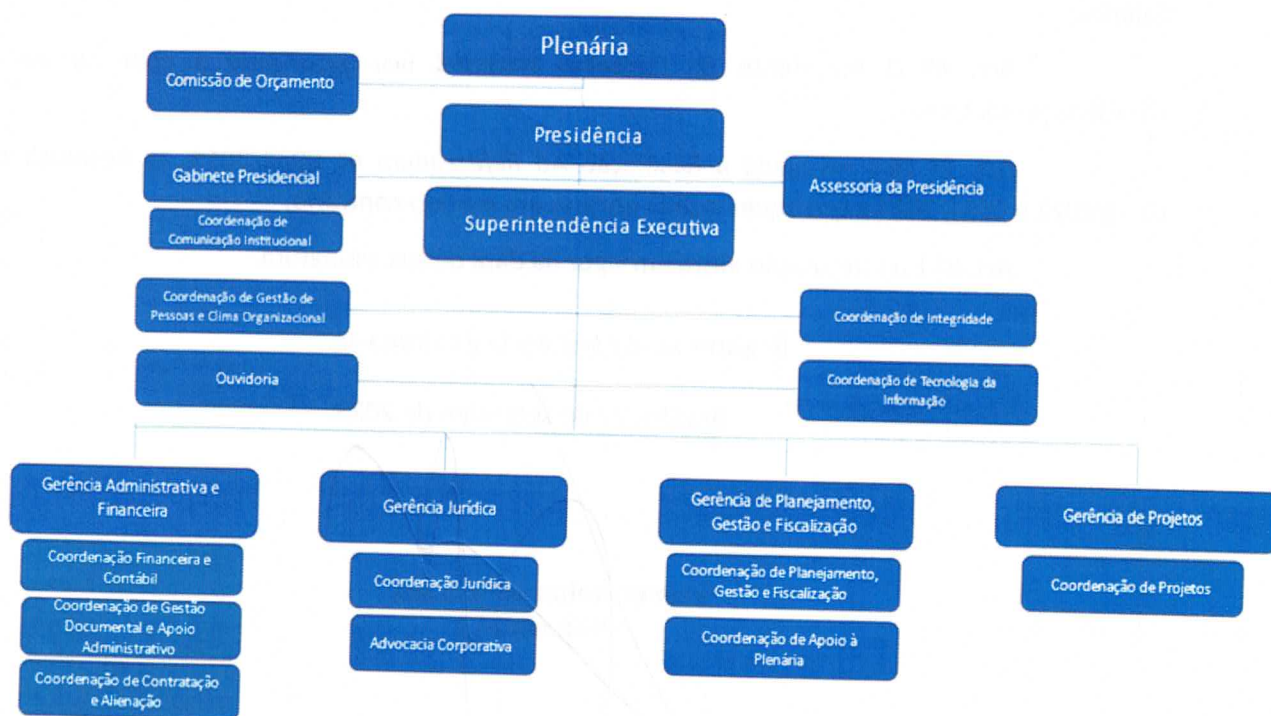 Plenária
Comissão de Orçamento
Presidência
Gabinete Presidencial
Assessoria da Presidência
Coordenação de
Comunicação Institucional
Superintendência Executiva
Coordenação de Gestão de
Pessoas e Clima Organizacional
Coordenação de Integridade
Ouvidoria
Coordenação de Tecnologia da
Informação
Gerência Administrativa e
Financeira
Coordenação Financeira e
Contábil
Coordenação de Gestão
Documental e Apoio
Administrativo
Coordenação de Contratação
e Alienação
Gerência Jurídica
Coordenação Jurídica
Advocacia Corporativa
Gerência de Planejamento,
Gestão e Fiscalização
Coordenação de Planejamento,
Gestão e Fiscalização
Coordenação de Apoio à
Plenária
Gerência de Projetos
Coordenação de Projetos